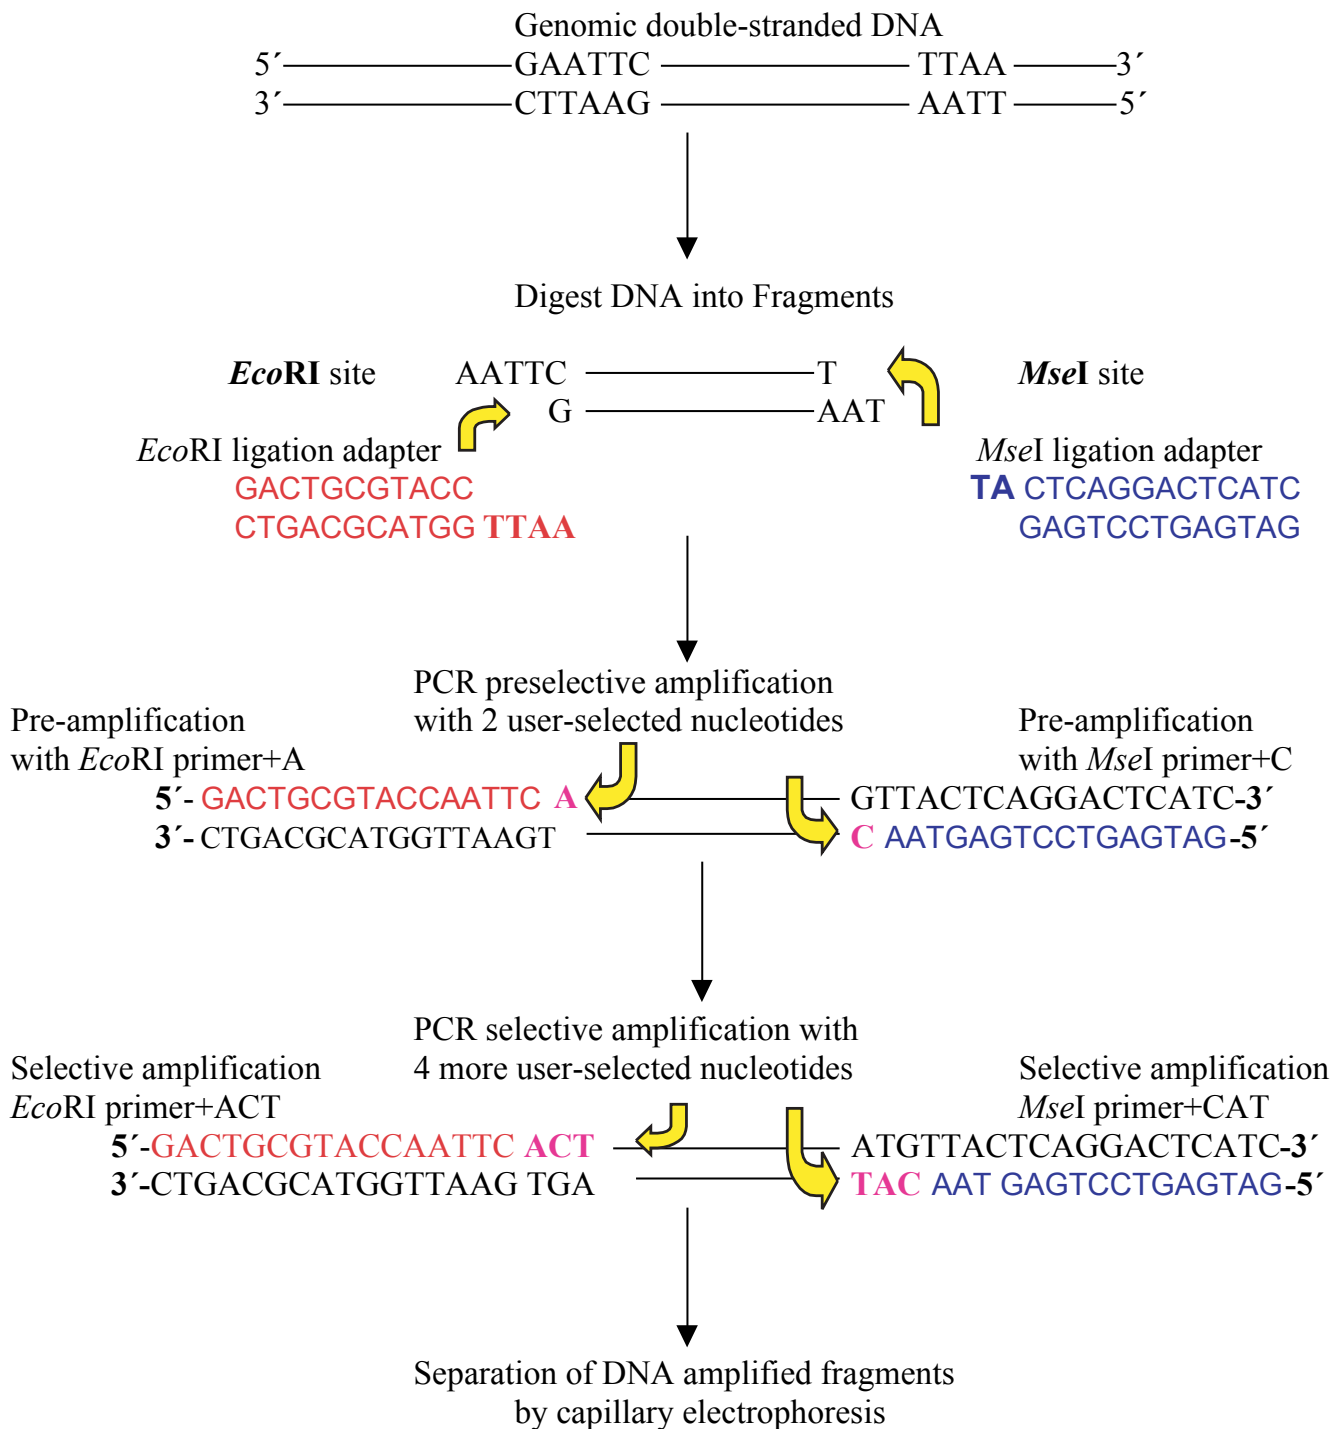 Genomic double-stranded DNA
5´ GAATTC TTAA 3´
3´ CTTAAG AATT 5´
Digest DNA into Fragments
EcoRI site AATTC T MseI site
G AAT
EcoRI ligation adapter MseI ligation adapter
GACTGCGTACC TA CTCAGGACTCATC
CTGACGCATGG TTAA GAGTCCTGAGTAG
PCR preselective amplification
with 2 user-selected nucleotides
Pre-amplification
with EcoRI primer+A
Pre-amplification
with MseI primer+C
5´- GACTGCGTACCAATTC A GTTACTCAGGACTCATC-3´
3´- CTGACGCATGGTTAAGT C AATGAGTCCTGAGTAG-5´
PCR selective amplification with
4 more user-selected nucleotides
Selective amplification
EcoRI primer+ACT
Selective amplification
MseI primer+CAT
5´-GACTGCGTACCAATTC ACT ATGTTACTCAGGACTCATC-3´
3´-CTGACGCATGGTTAAG TGA TAC AAT GAGTCCTGAGTAG-5´
Separation of DNA amplified fragments
by capillary electrophoresis